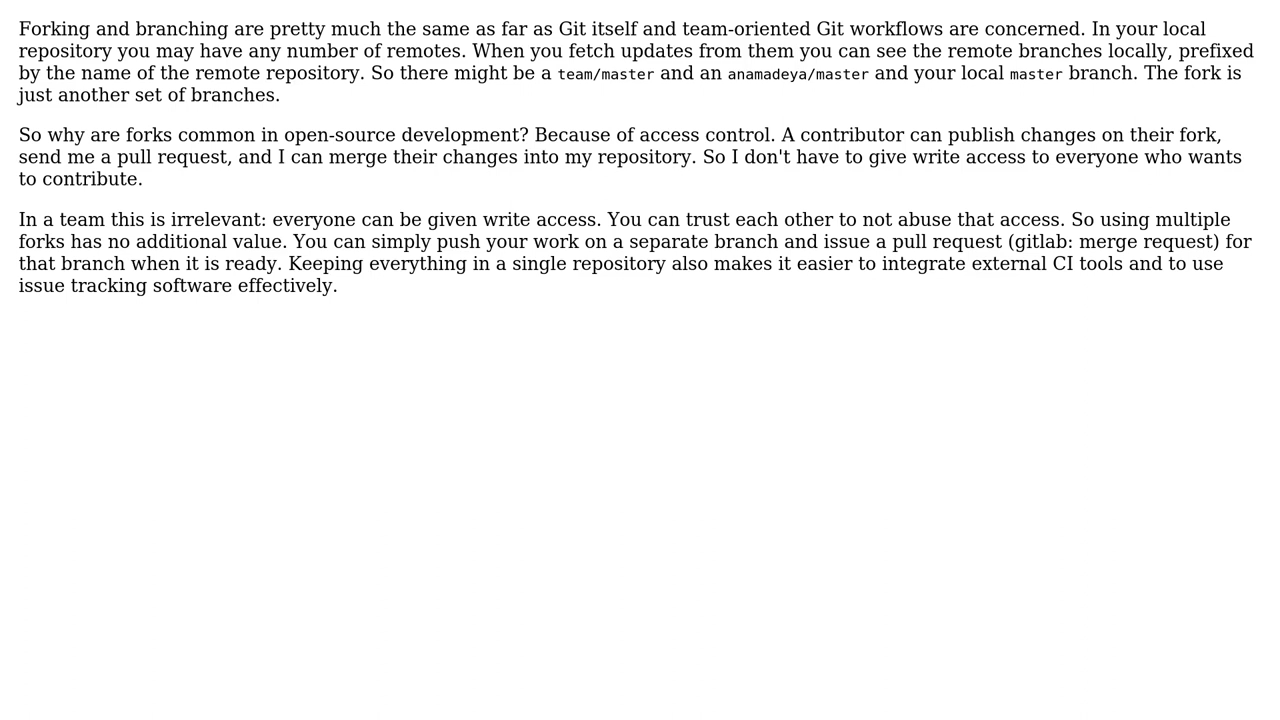 Forking and branching are pretty much the same as far as Git itself and team-oriented Git workflows are concerned. In your local
repository you may have any number of remotes. When you fetch updates from them you can see the remote branches locally, prefixed
by the name of the remote repository. So there might be a team/master and an anamadeya/master and your local master branch. The fork is
just another set of branches.
So why are forks common in open-source development? Because of access control. A contributor can publish changes on their fork,
send me a pull request, and I can merge their changes into my repository. So I don't have to give write access to everyone who wants
to contribute.
In a team this is irrelevant: everyone can be given write access. You can trust each other to not abuse that access. So using multiple
forks has no additional value. You can simply push your work on a separate branch and issue a pull request (gitlab: merge request) for
that branch when it is ready. Keeping everything in a single repository also makes it easier to integrate external CI tools and to use
issue tracking software effectively.